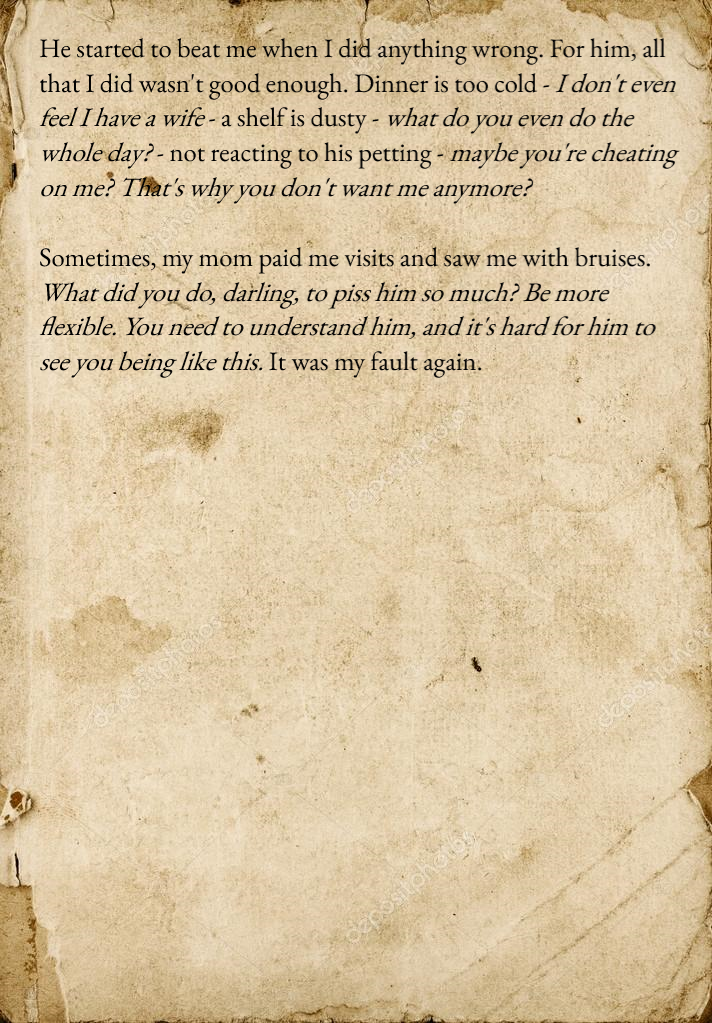 He started to beat me when I did anything wrong. For him, all
that I did wasn't good enough. Dinner is too cold - I don't even
feel I have a wife - a shelf is dusty - what do you even do the
whole day? - not reacting to his petting - maybe you're cheating
on me? That's why you don't want me anymore?
Sometimes, my mom paid me visits and saw me with bruises.
What did you do, darling, to piss him so much? Be more
flexible. You need to understand him, and it's hard for him to
see you being like this. It was my fault again.
depositphotos
depositphotos
depositphotos
depositphotos